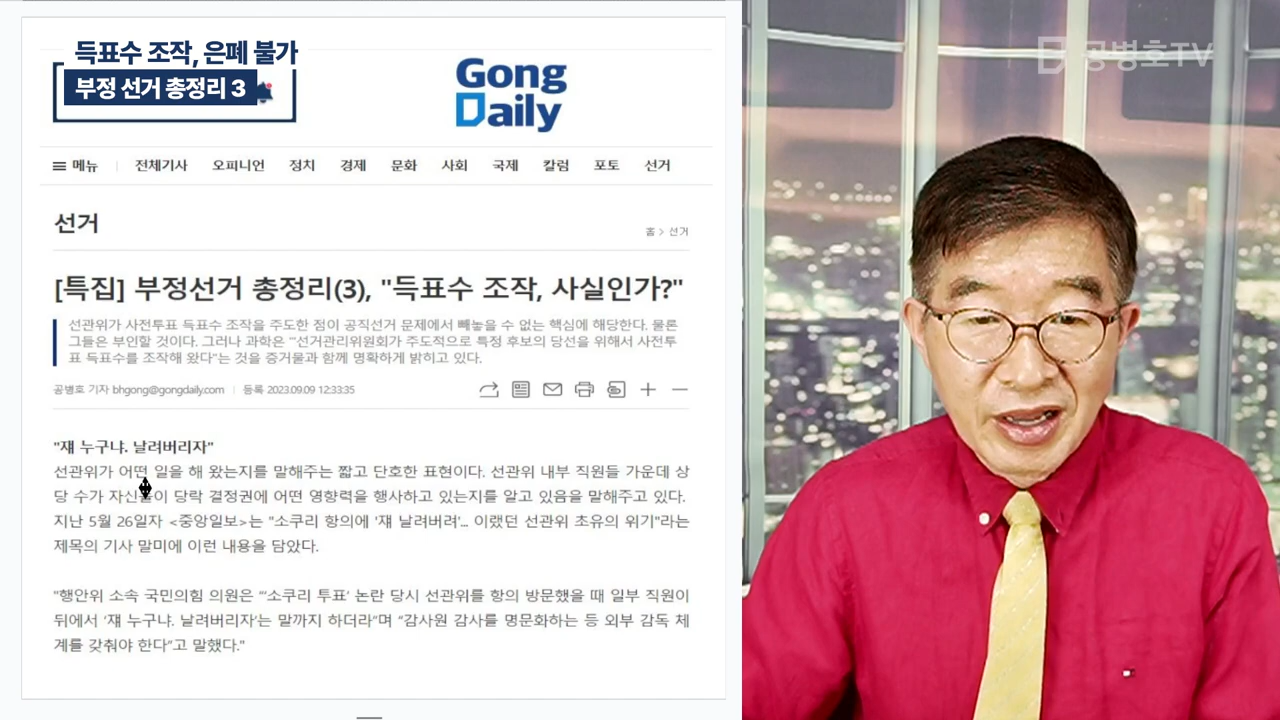 득표수 조작, 은폐 불가
부정 선거 총정리 3
Gong
Daily
공병호TV
메뉴 전체기사 오피니언 정치 경제 문화 사회 국제 칼럼 포토 선거
선거
홈 > 선거
[특집] 부정선거 총정리(3), "득표수 조작, 사실인가?"
선관위가 사전투표 득표수 조작을 주도한 점이 공직선거 문제에서 빼놓을 수 없는 핵심에 해당한다. 물론
그들은 부인할 것이다. 그러나 과학은 "선거관리위원회가 주도적으로 특정 후보의 당선을 위해서 사전투
표 득표수를 조작해 왔다"는 것을 증거물과 함께 명확하게 밝히고 있다.
공병호 기자 bhgong@gongdaily.com | 등록 2023.09.09 12:33:35
"쟤 누구냐. 날려버리자"
선관위가 어떤 일을 해 왔는지를 말해주는 짧고 단호한 표현이다. 선관위 내부 직원들 가운데 상
당 수가 자신들이 당락 결정권에 어떤 영향력을 행사하고 있는지를 알고 있음을 말해주고 있다.
지난 5월 26일자 <중앙일보>는 "소쿠리 항의에 '쟤 날려버려'... 이랬던 선관위 초유의 위기"라는
제목의 기사 말미에 이런 내용을 담았다.
"행안위 소속 국민의힘 의원은 “‘소쿠리 투표’ 논란 당시 선관위를 항의 방문했을 때 일부 직원이
뒤에서 ‘쟤 누구냐. 날려버리자’는 말까지 하더라”며 “감사원 감사를 명문화하는 등 외부 감독 체
계를 갖춰야 한다”고 말했다."